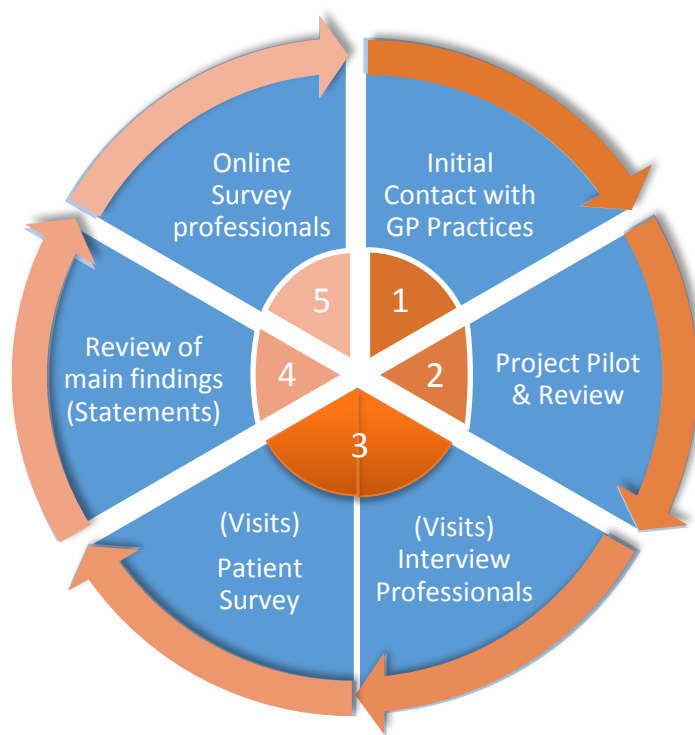 Online
Survey
professionals
Initial
Contact with
GP Practices
5
1
Review of
main findings
(Statements)
4
2
Project Pilot
& Review
3
(Visits)
Patient
Survey
(Visits)
Interview
Professionals